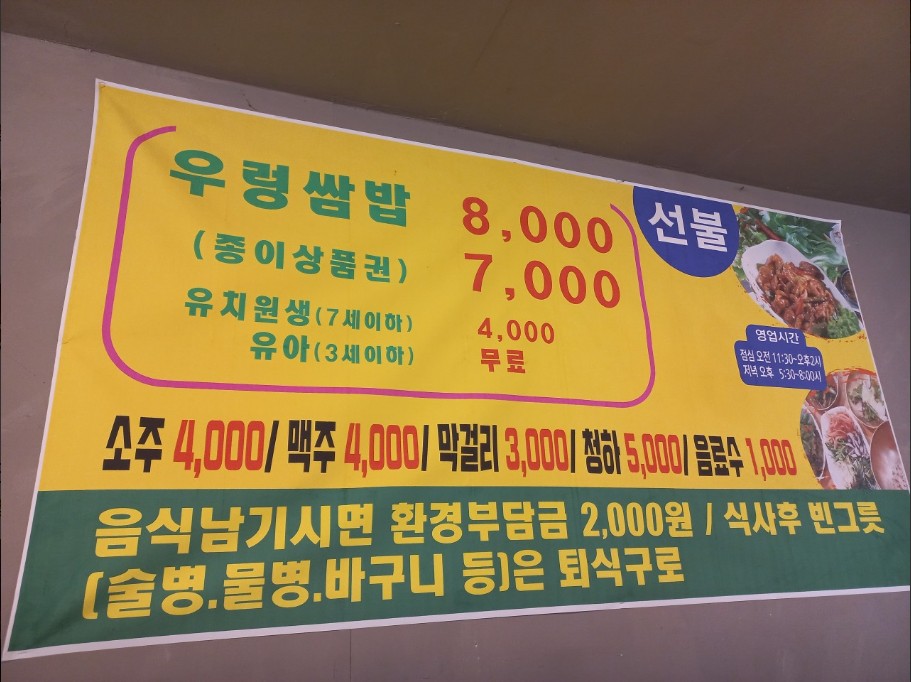 우렁쌈밥 8,000
(종이상품권) 7,000
유치원생(7세이하) 4,000
유아(3세이하) 무료
선불
영업시간
점심 오전 11:30~오후2시
저녁 오후 5:30~8:00시
소주 4,000/ 맥주 4,000/ 막걸리 3,000/ 청하 5,000/ 음료수 1,000
음식남기시면 환경부담금 2,000원 / 식사후 빈그릇
(술병.물병.바구니 등)은 퇴식구로